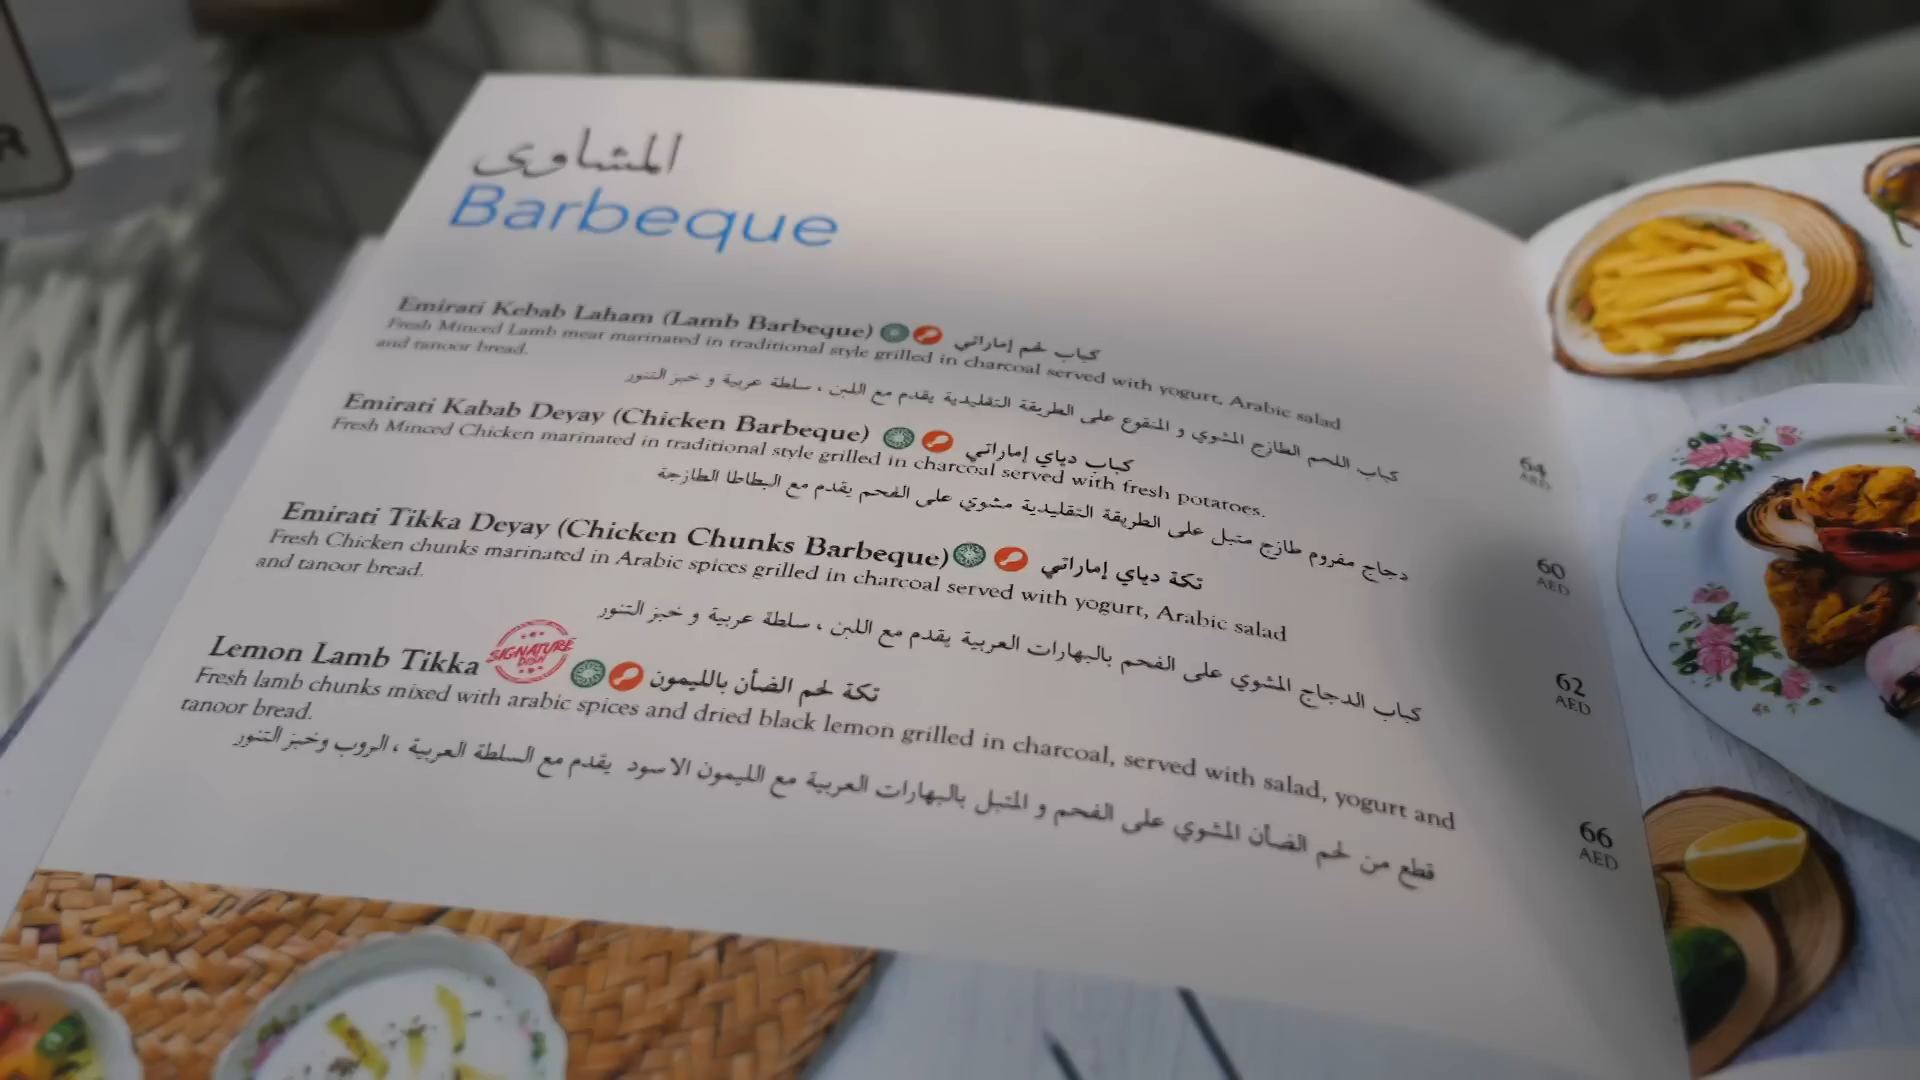 R
المشاوي
Barbeque
Emirati Kebab Laham (Lamb Barbeque) كباب لحم إماراتي
Fresh Minced Lamb meat marinated in traditional style grilled in charcoal served with yogurt, Arabic salad
and tanoor bread.
كباب اللحم الطازج المشوي و المنقوع على الطريقة التقليدية يقدم مع اللبن ، سلطة عربية و خبز التنور
64
AED
Emirati Kabab Deyay (Chicken Barbeque) كباب دياي إماراتي
Fresh Minced Chicken marinated in traditional style grilled in charcoal served with fresh potatoes.
دجاج مفروم طازج متبل على الطريقة التقليدية مشوي على الفحم يقدم مع البطاطا الطازجة
60
AED
Emirati Tikka Deyay (Chicken Chunks Barbeque) تكة دياي إماراتي
Fresh Chicken chunks marinated in Arabic spices grilled in charcoal served with yogurt, Arabic salad
and tanoor bread.
كباب الدجاج المشوي على الفحم بالبهارات العربية يقدم مع اللبن ، سلطة عربية و خبز التنور
62
AED
Lemon Lamb Tikka SIGNATURE DISH تكة لحم الضأن بالليمون
Fresh lamb chunks mixed with arabic spices and dried black lemon grilled in charcoal, served with salad, yogurt and
tanoor bread.
قطع من لحم الضأن المشوي على الفحم و المتبل بالبهارات العربية مع الليمون الاسود يقدم مع السلطة العربية ، الروب وخبز التنور
66
AED